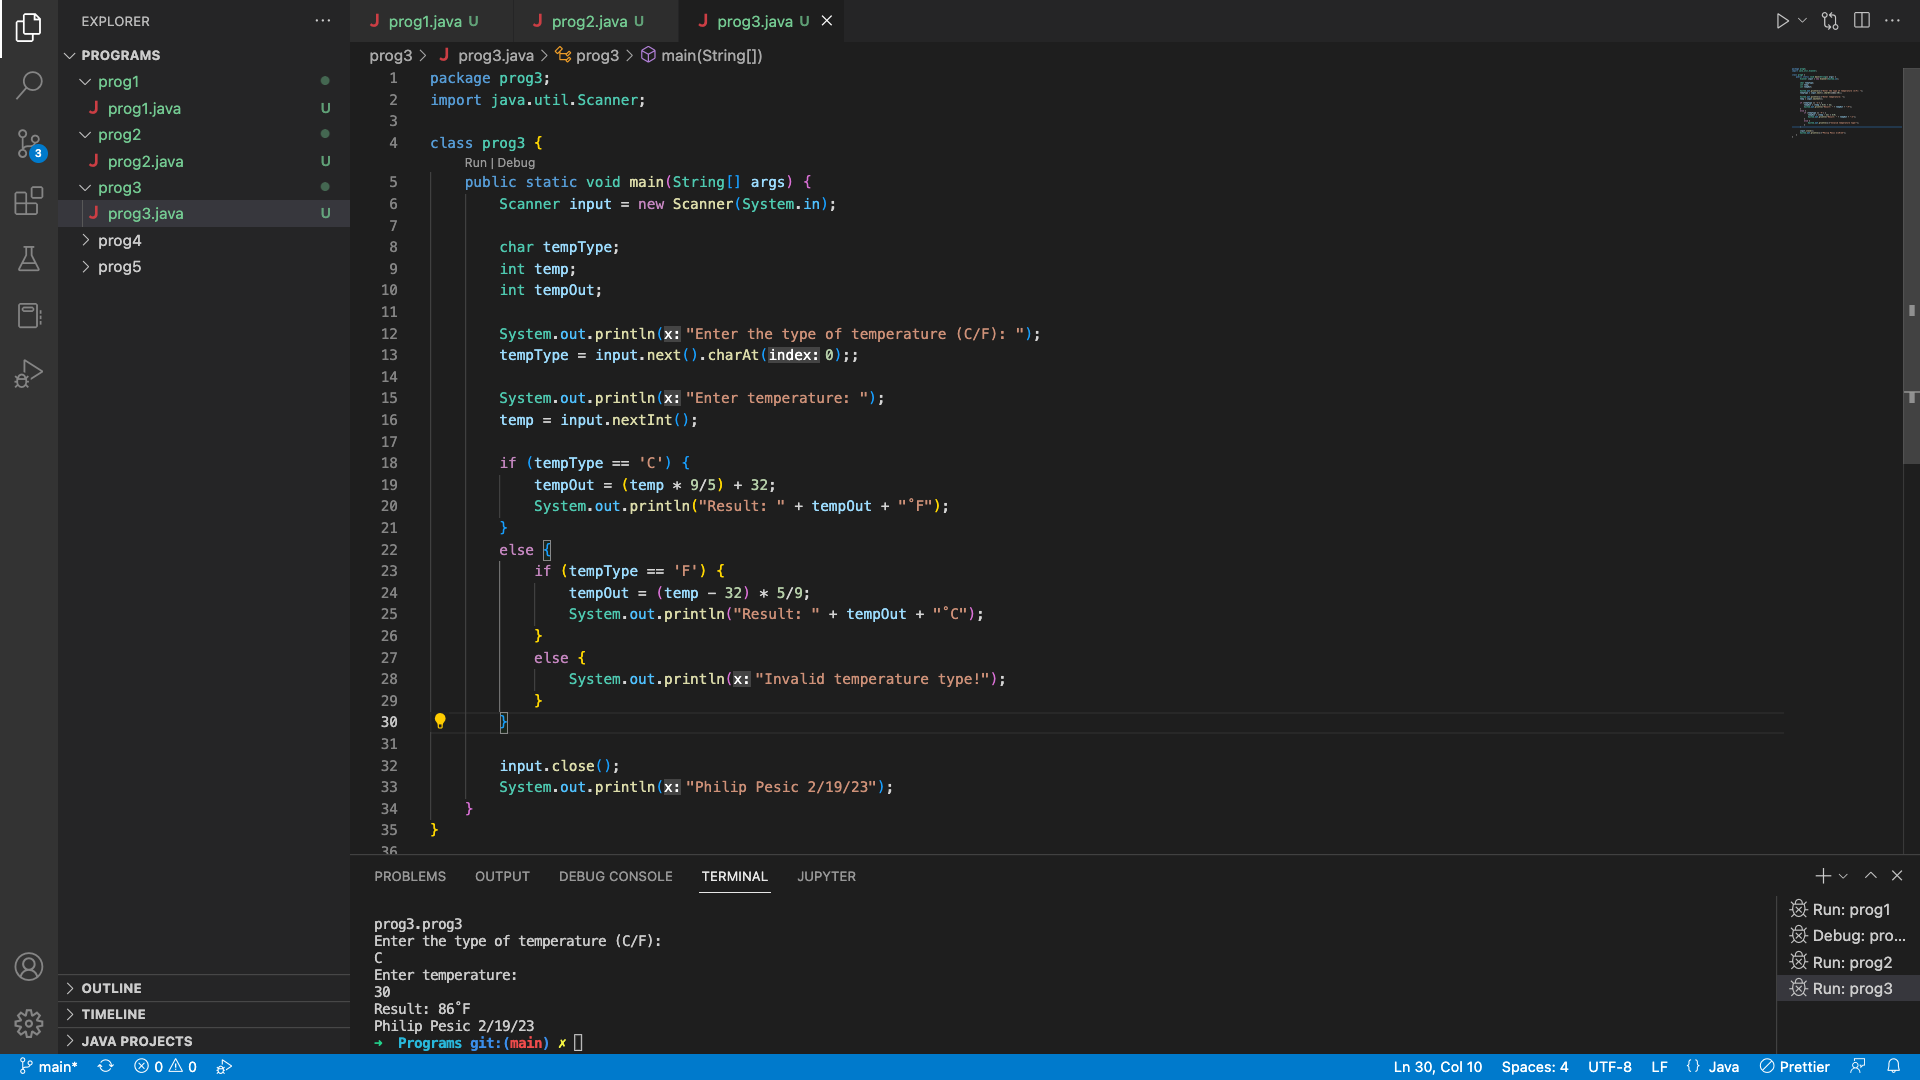 EXPLORER
PROGRAMS
prog1
prog1.java U
prog2
prog2.java U
prog3
prog3.java U
prog4
prog5
OUTLINE
TIMELINE
JAVA PROJECTS
3
prog1.java U
prog2.java U
prog3.java U
prog3 > prog3.java > prog3 > main(String[])
1 package prog3;
2 import java.util.Scanner;
3
4 class prog3 {
Run | Debug
5 public static void main(String[] args) {
6 Scanner input = new Scanner(System.in);
7
8 char tempType;
9 int temp;
10 int tempOut;
11
12 System.out.println(x: "Enter the type of temperature (C/F): ");
13 tempType = input.next().charAt(index: 0);;
14
15 System.out.println(x: "Enter temperature: ");
16 temp = input.nextInt();
17
18 if (tempType == 'C') {
19 tempOut = (temp * 9/5) + 32;
20 System.out.println("Result: " + tempOut + "˚F");
21 }
22 else {
23 if (tempType == 'F') {
24 tempOut = (temp - 32) * 5/9;
25 System.out.println("Result: " + tempOut + "˚C");
26 }
27 else {
28 System.out.println(x: "Invalid temperature type!");
29 }
30 }
31
32 input.close();
33 System.out.println(x: "Philip Pesic 2/19/23");
34 }
35 }
36
PROBLEMS OUTPUT DEBUG CONSOLE TERMINAL JUPYTER
prog3.prog3
Enter the type of temperature (C/F):
C
Enter temperature:
30
Result: 86˚F
Philip Pesic 2/19/23
→ Programs git:(main) ✗
Run: prog1
Debug: pro...
Run: prog2
Run: prog3
main* 0 0 Ln 30, Col 10 Spaces: 4 UTF-8 LF {} Java Prettier